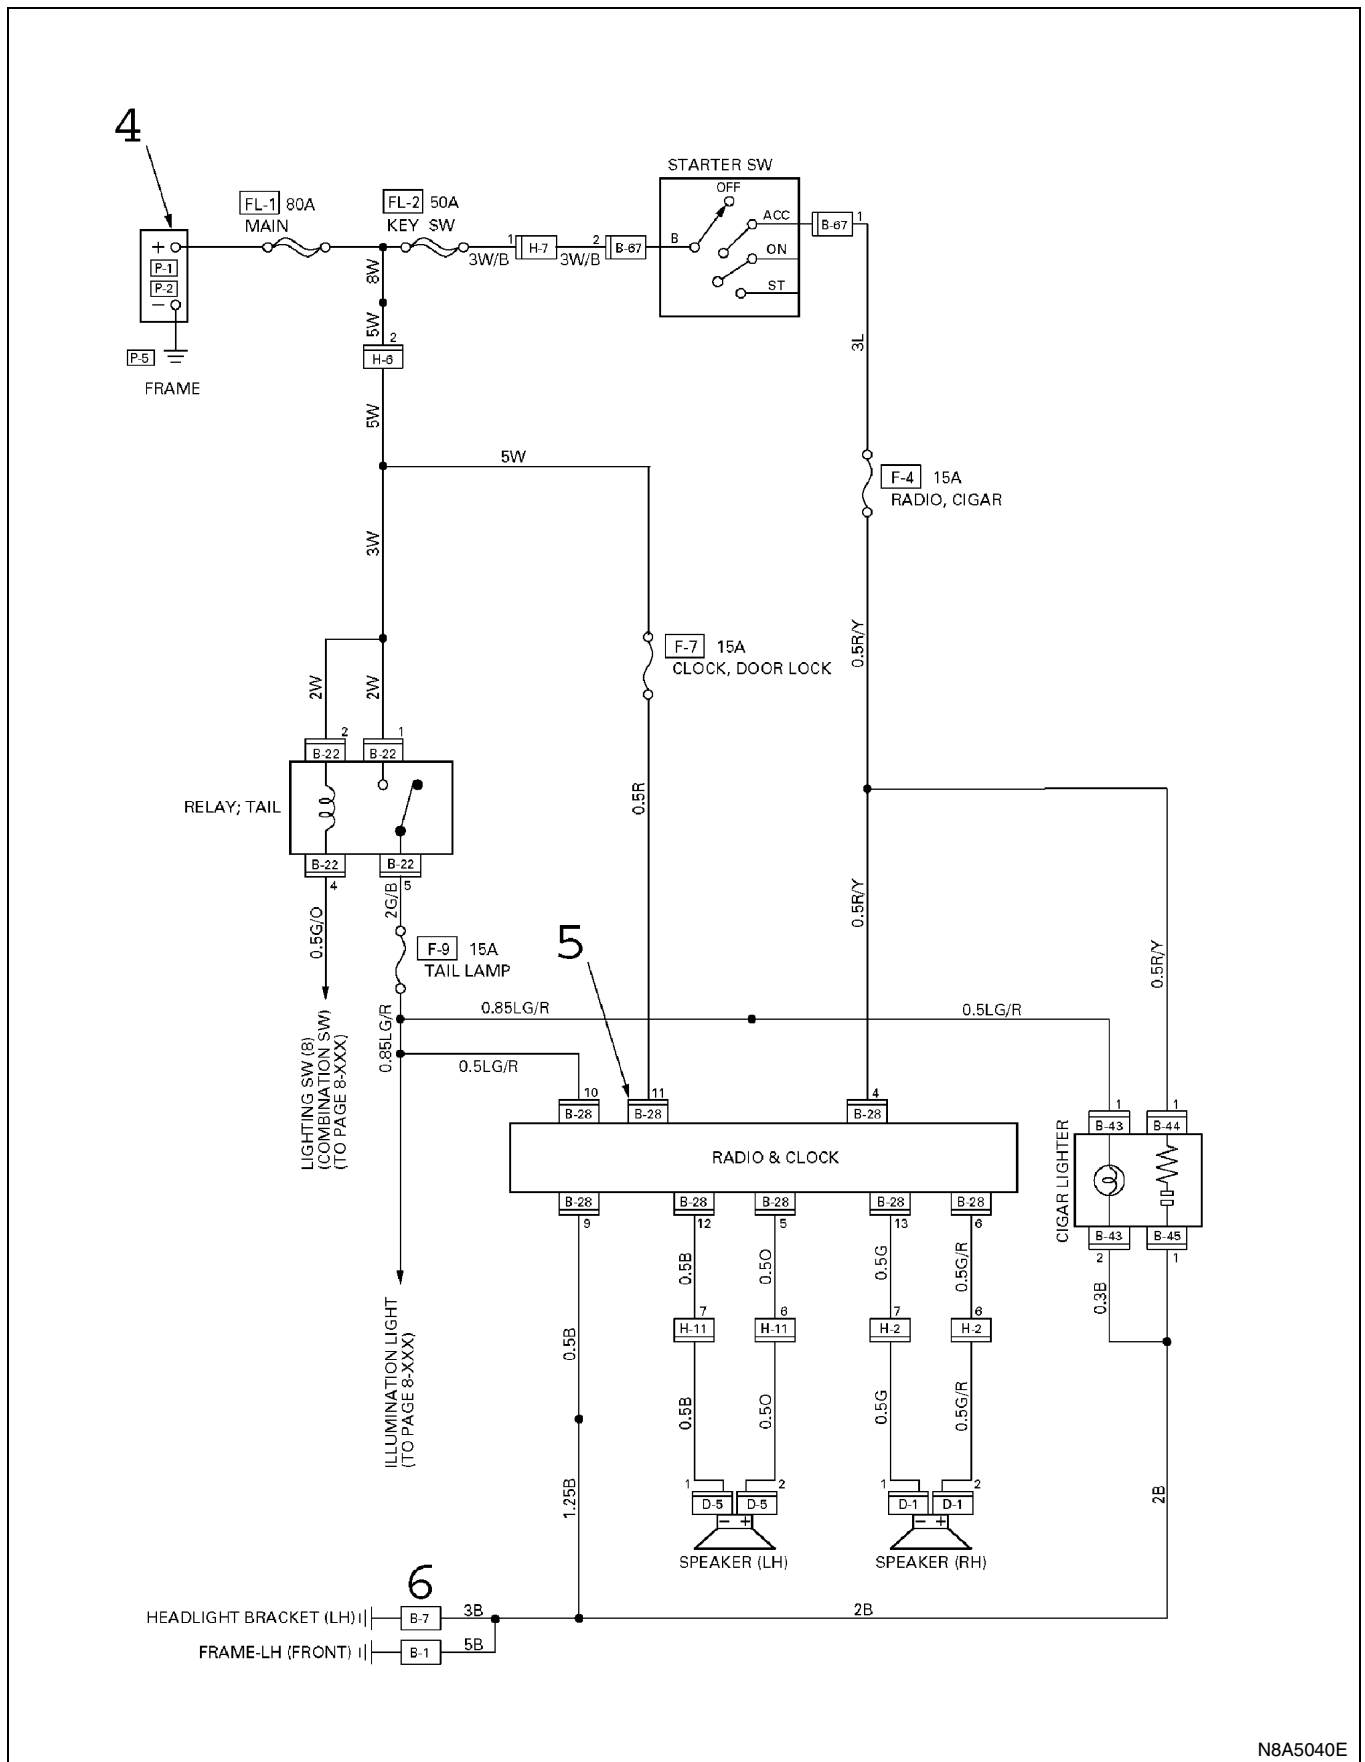 4
STARTER SW
OFF
FL-1 80A
MAIN
FL-2 50A
KEY SW
ACC
B-67 1
+
P-1
P-2
−
8W
3W/B
1
H-7
3W/B
2
B-67
B
ON
ST
5W
2
H-6
P-5
FRAME
3L
5W
5W
F-4 15A
RADIO, CIGAR
3W
F-7 15A
CLOCK, DOOR LOCK
0.5R/Y
2W
2W
2
B-22
1
B-22
RELAY; TAIL
0.5R
B-22
4
B-22
5
2G/B
0.5R/Y
0.5G/O
5
F-9 15A
TAIL LAMP
0.5R/Y
0.85LG/R
0.85LG/R
0.5LG/R
0.5LG/R
LIGHTING SW (8)
(COMBINATION SW)
(TO PAGE 8-XXX)
10
B-28
11
B-28
4
B-28
1
B-43
1
B-44
RADIO & CLOCK
CIGAR LIGHTER
B-28
9
B-28
12
B-28
5
B-28
13
B-28
6
B-43
2
B-45
1
0.5B
0.5O
0.5G
0.5G/R
0.3B
ILLUMINATION LIGHT
(TO PAGE 8-XXX)
0.5B
7
H-11
6
H-11
7
H-2
6
H-2
0.5B
0.5O
0.5G
0.5G/R
1.25B
1
D-5
2
D-5
1
D-1
2
D-1
2B
− +
− +
SPEAKER (LH)
SPEAKER (RH)
6
HEADLIGHT BRACKET (LH)
B-7
3B
2B
FRAME-LH (FRONT)
B-1
5B
N8A5040E